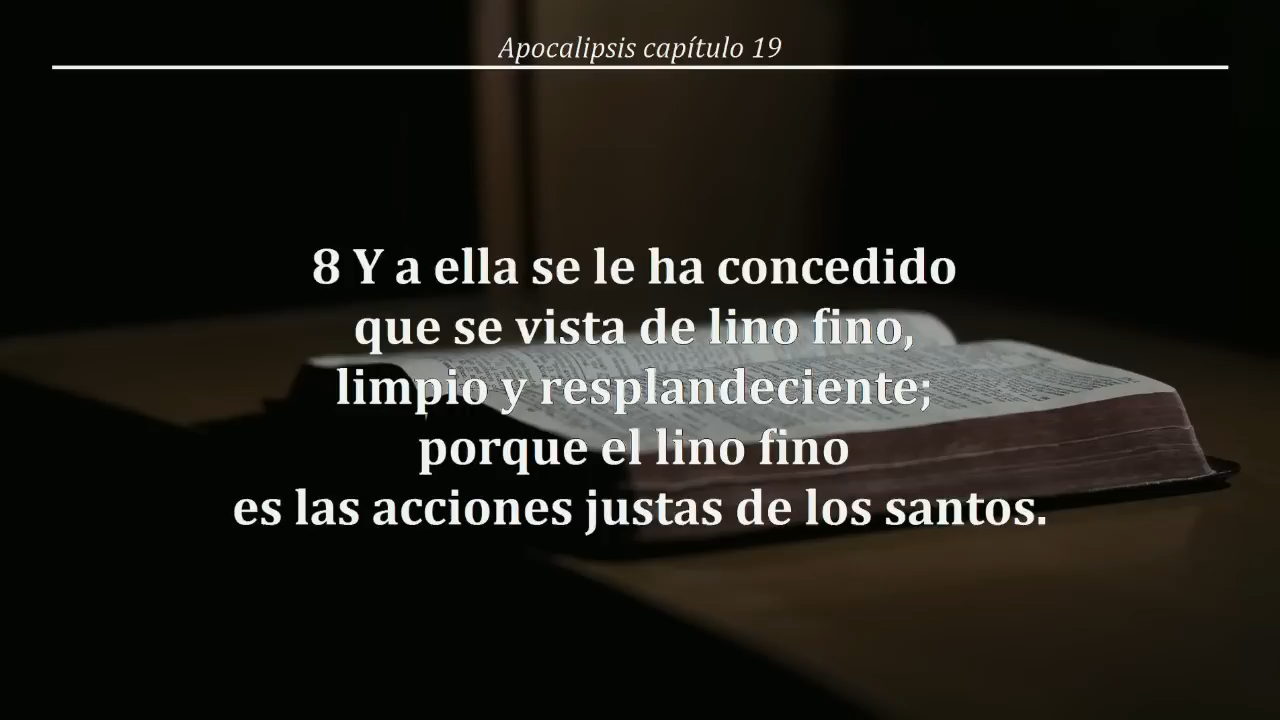 Apocalipsis capítulo 19
8 Y a ella se le ha concedido
que se vista de lino fino,
limpio y resplandeciente;
porque el lino fino
es las acciones justas de los santos.